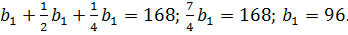 b₁ + ½b₁ + ¼b₁ = 168; 7/4 b₁ = 168; b₁ = 96.